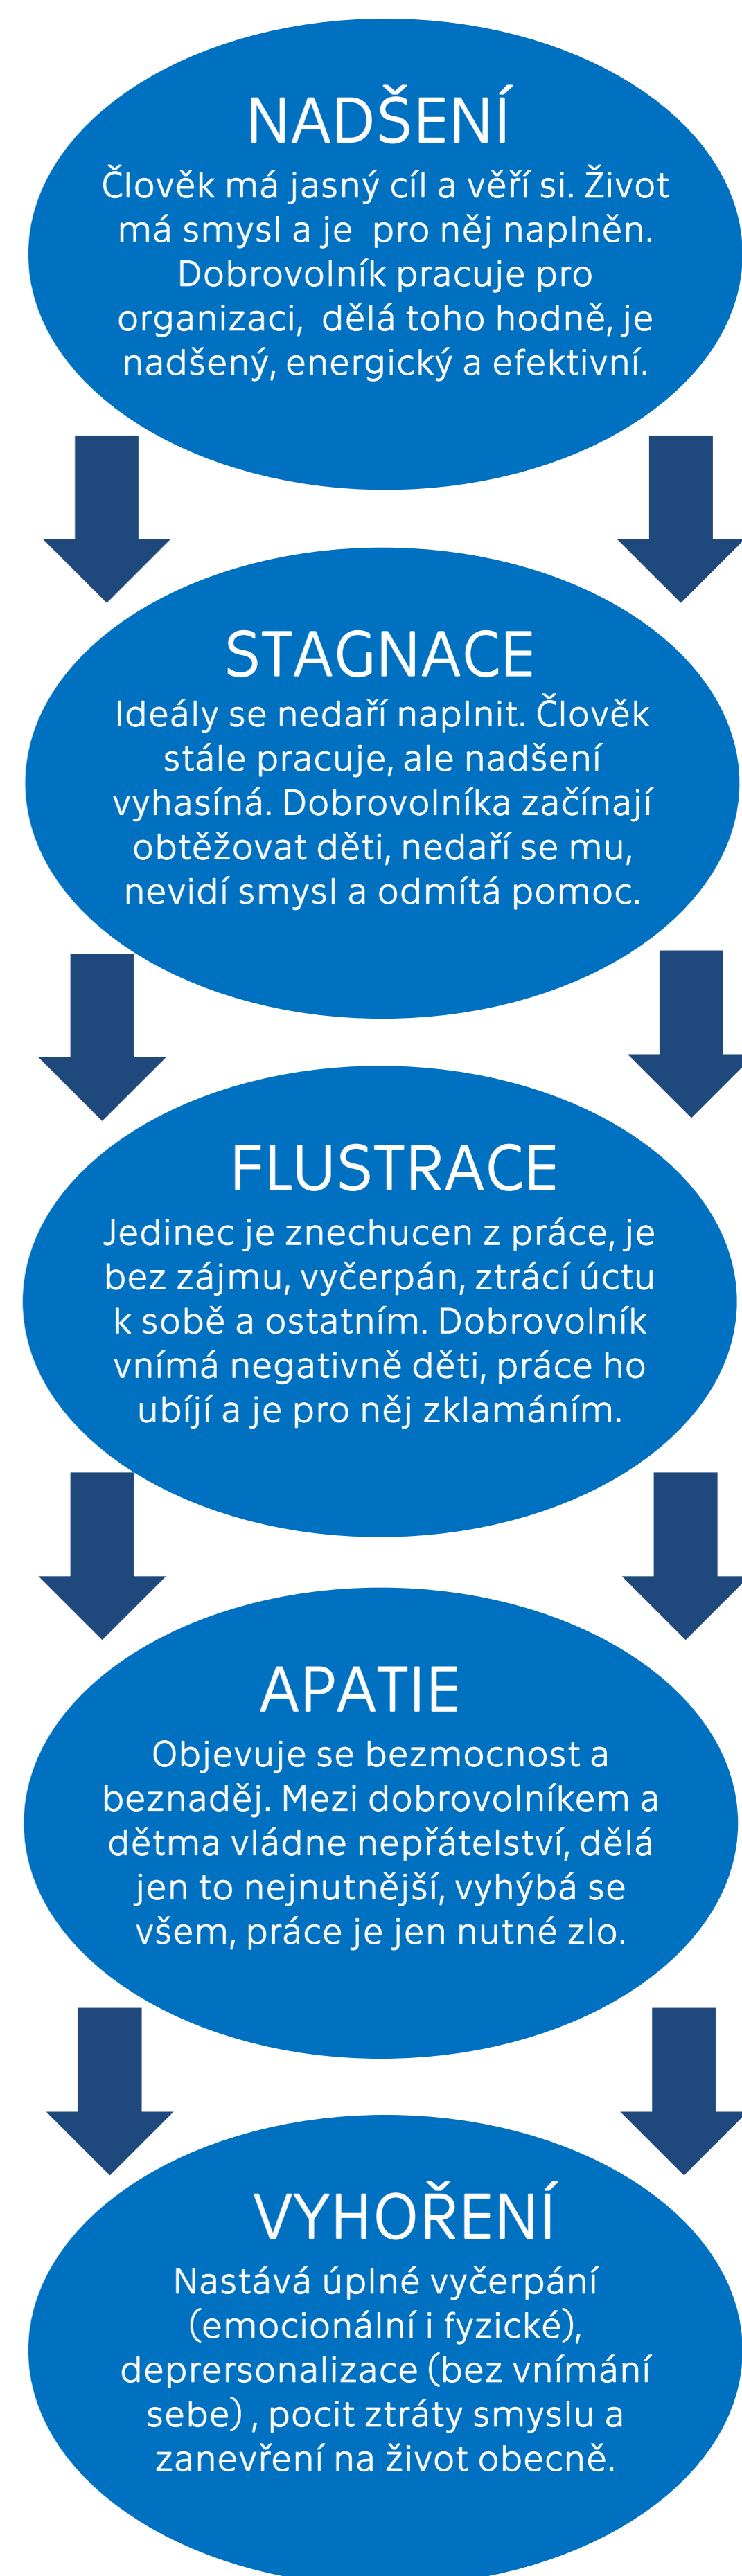 NADŠENÍ
Člověk má jasný cíl a věří si. Život
má smysl a je  pro něj naplněn.
Dobrovolník pracuje pro
organizaci,  dělá toho hodně, je
nadšený, energický a efektivní.
STAGNACE
Ideály se nedaří naplnit. Člověk
stále pracuje, ale nadšení
vyhasíná. Dobrovolníka začínají
obtěžovat děti, nedaří se mu,
nevidí smysl a odmítá pomoc.
FLUSTRACE
Jedinec je znechucen z práce, je
bez zájmu, vyčerpán, ztrácí úctu
k sobě a ostatním. Dobrovolník
vnímá negativně děti, práce ho
ubíjí a je pro něj zklamáním.
APATIE
Objevuje se bezmocnost a
beznaděj. Mezi dobrovolníkem a
dětma vládne nepřátelství, dělá
jen to nejnutnější, vyhýbá se
všem, práce je jen nutné zlo.
VYHOŘENÍ
Nastává úplné vyčerpání
(emocionální i fyzické),
deprersonalizace (bez vnímání
sebe) , pocit ztráty smyslu a
zanevření na život obecně.